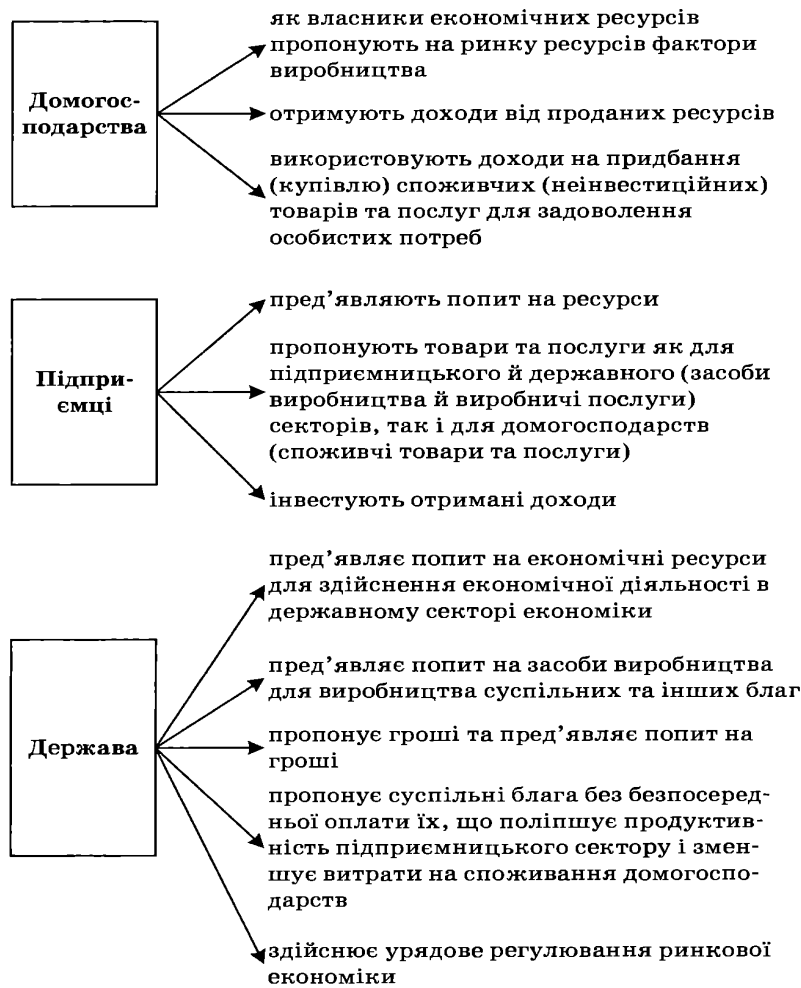 як власники економічних ресурсів
пропонують на ринку ресурсів фактори
виробництва
Домогос-
подарства
отримують доходи від проданих ресурсів
використовують доходи на придбання
(купівлю) споживчих (неінвестиційних)
товарів та послуг для задоволення
особистих потреб
пред’являють попит на ресурси
Підпри-
ємці
пропонують товари та послуги як для
підприємницького й державного (засоби
виробництва й виробничі послуги)
секторів, так і для домогосподарств
(споживчі товари та послуги)
інвестують отримані доходи
Держава
пред’являє попит на економічні ресурси
для здійснення економічної діяльності в
державному секторі економіки
пред’являє попит на засоби виробництва
для виробництва суспільних та інших благ
пропонує гроші та пред’являє попит на
гроші
пропонує суспільні блага без безпосеред-
ньої оплати їх, що поліпшує продуктив-
ність підприємницького сектору і змен-
шує витрати на споживання домогоспо-
дарств
здійснює урядове регулювання ринкової
економіки